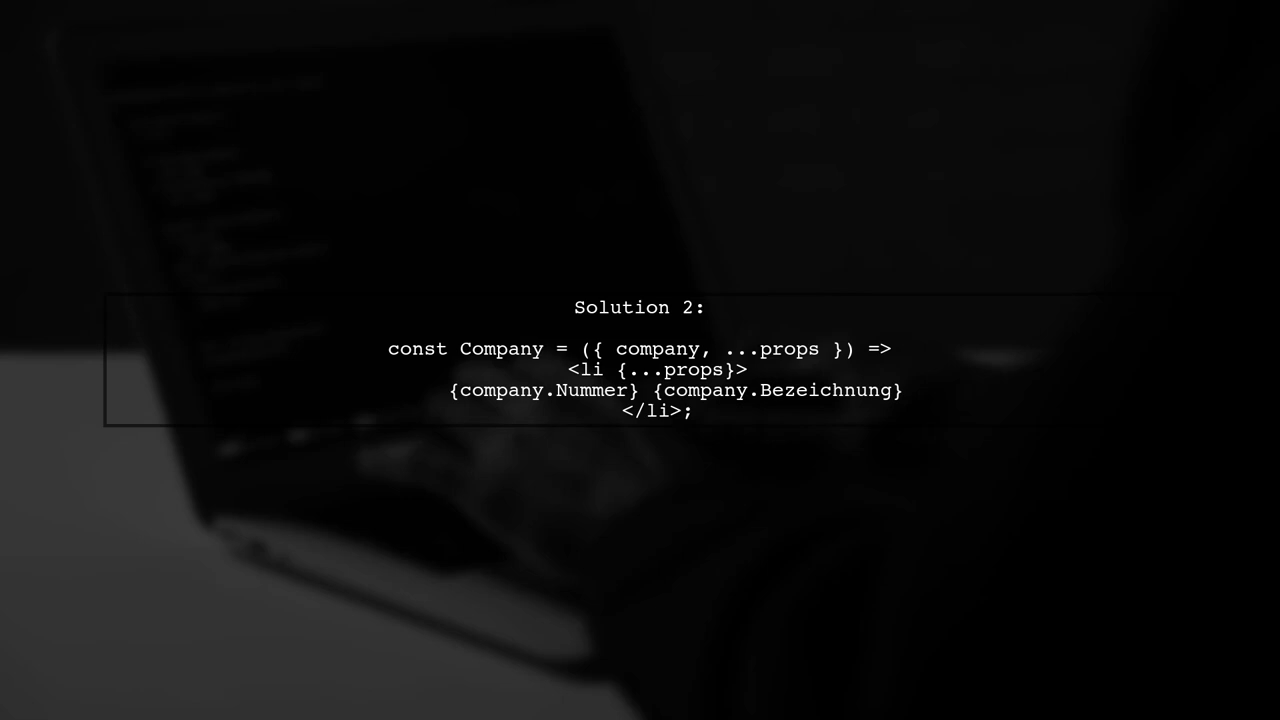 Solution 2:
const Company = ({ company, ...props }) =>
<li {...props}>
{company.Nummer} {company.Bezeichnung}
</li>;